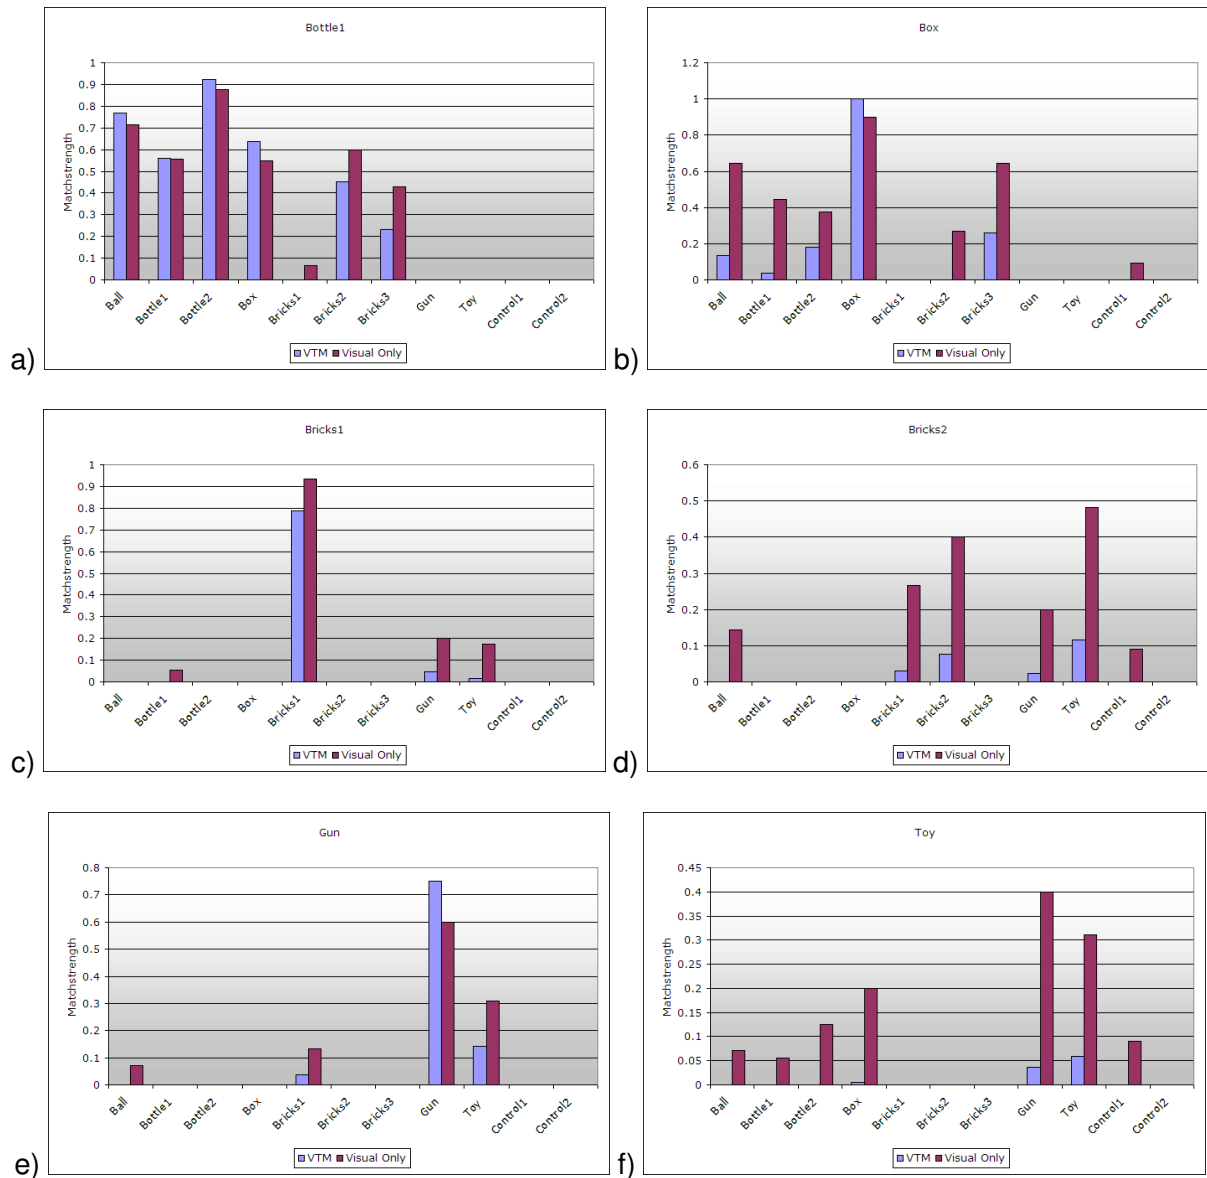 Bottle1
Matchstrength
1
0.9
0.8
0.7
0.6
0.5
0.4
0.3
0.2
0.1
0
Ball Bottle1 Bottle2 Box Bricks1 Bricks2 Bricks3 Gun Toy Control1 Control2
VTM Visual Only
a)
Box
Matchstrength
1.2
1
0.8
0.6
0.4
0.2
0
Ball Bottle1 Bottle2 Box Bricks1 Bricks2 Bricks3 Gun Toy Control1 Control2
VTM Visual Only
b)
Bricks1
Matchstrength
1
0.9
0.8
0.7
0.6
0.5
0.4
0.3
0.2
0.1
0
Ball Bottle1 Bottle2 Box Bricks1 Bricks2 Bricks3 Gun Toy Control1 Control2
VTM Visual Only
c)
Bricks2
Matchstrength
0.6
0.5
0.4
0.3
0.2
0.1
0
Ball Bottle1 Bottle2 Box Bricks1 Bricks2 Bricks3 Gun Toy Control1 Control2
VTM Visual Only
d)
Gun
Matchstrength
0.8
0.7
0.6
0.5
0.4
0.3
0.2
0.1
0
Ball Bottle1 Bottle2 Box Bricks1 Bricks2 Bricks3 Gun Toy Control1 Control2
VTM Visual Only
e)
Toy
Matchstrength
0.45
0.4
0.35
0.3
0.25
0.2
0.15
0.1
0.05
0
Ball Bottle1 Bottle2 Box Bricks1 Bricks2 Bricks3 Gun Toy Control1 Control2
VTM Visual Only
f)